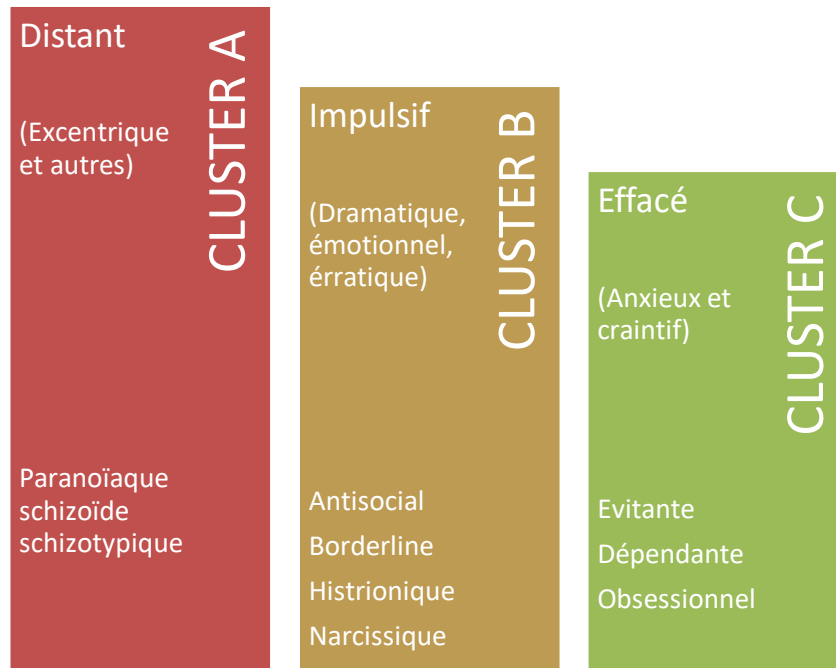 Distant
(Excentrique
et autres)
CLUSTER A
Paranoïaque
schizoïde
schizotypique
Impulsif
(Dramatique,
émotionnel,
érratique)
CLUSTER B
Antisocial
Borderline
Histrionique
Narcissique
Effacé
(Anxieux et
craintif)
CLUSTER C
Evitante
Dépendante
Obsessionnel